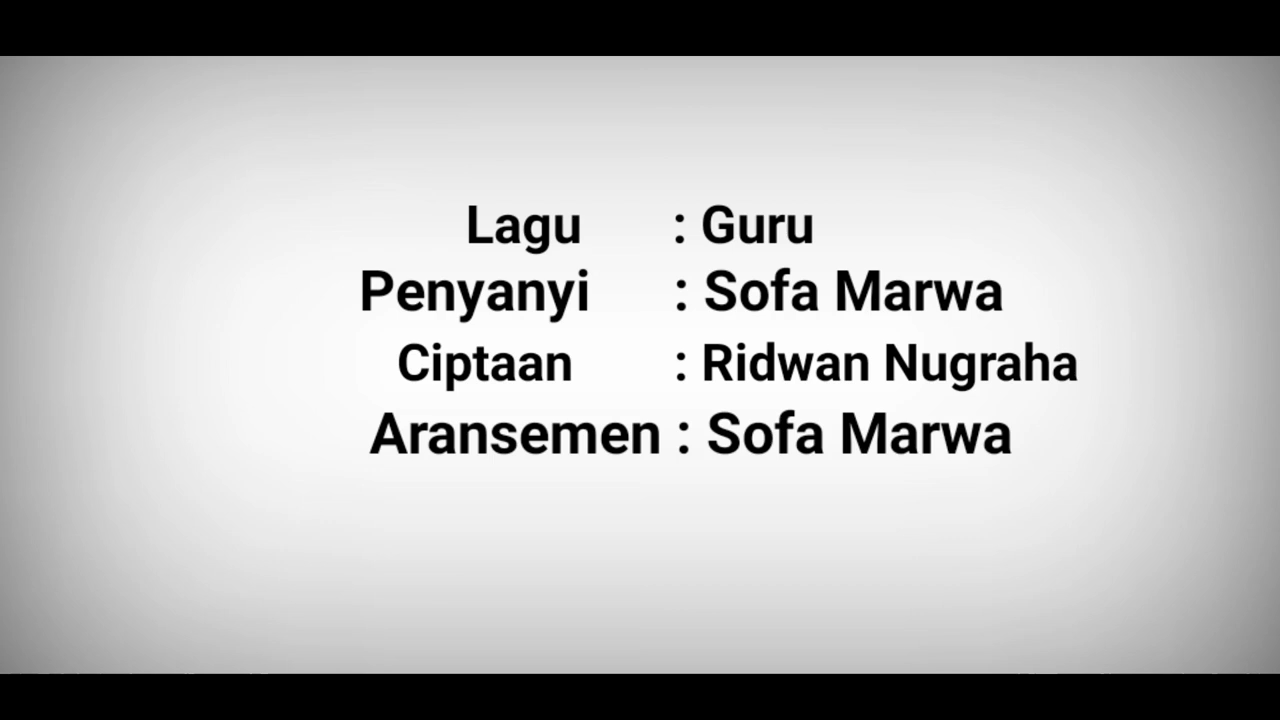 Lagu : Guru
Penyanyi : Sofa Marwa
Ciptaan : Ridwan Nugraha
Aransemen : Sofa Marwa